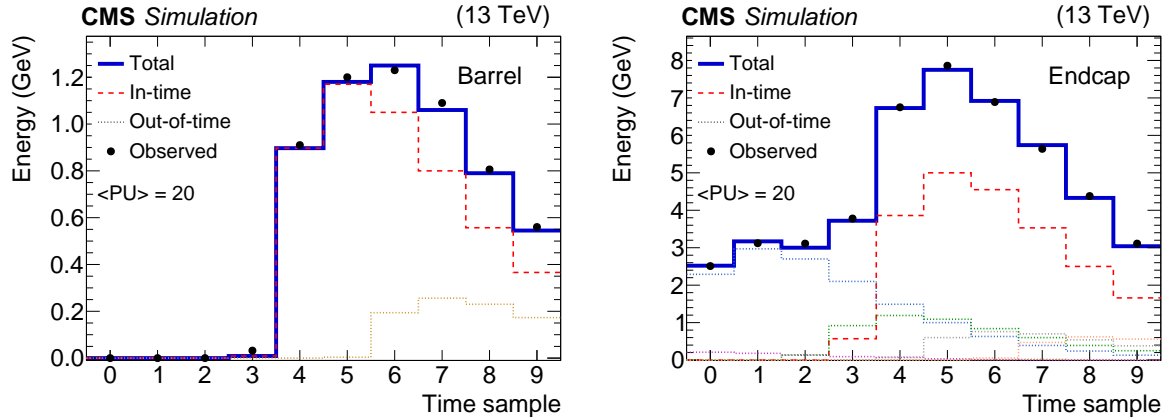 CMS Simulation (13 TeV)
Energy (GeV)
1.2
1.0
0.8
0.6
0.4
0.2
0.0
Total
In-time
Out-of-time
Observed
<PU> = 20
Barrel
0 1 2 3 4 5 6 7 8 9
Time sample
CMS Simulation (13 TeV)
Energy (GeV)
8
7
6
5
4
3
2
1
0
Total
In-time
Out-of-time
Observed
<PU> = 20
Endcap
0 1 2 3 4 5 6 7 8 9
Time sample